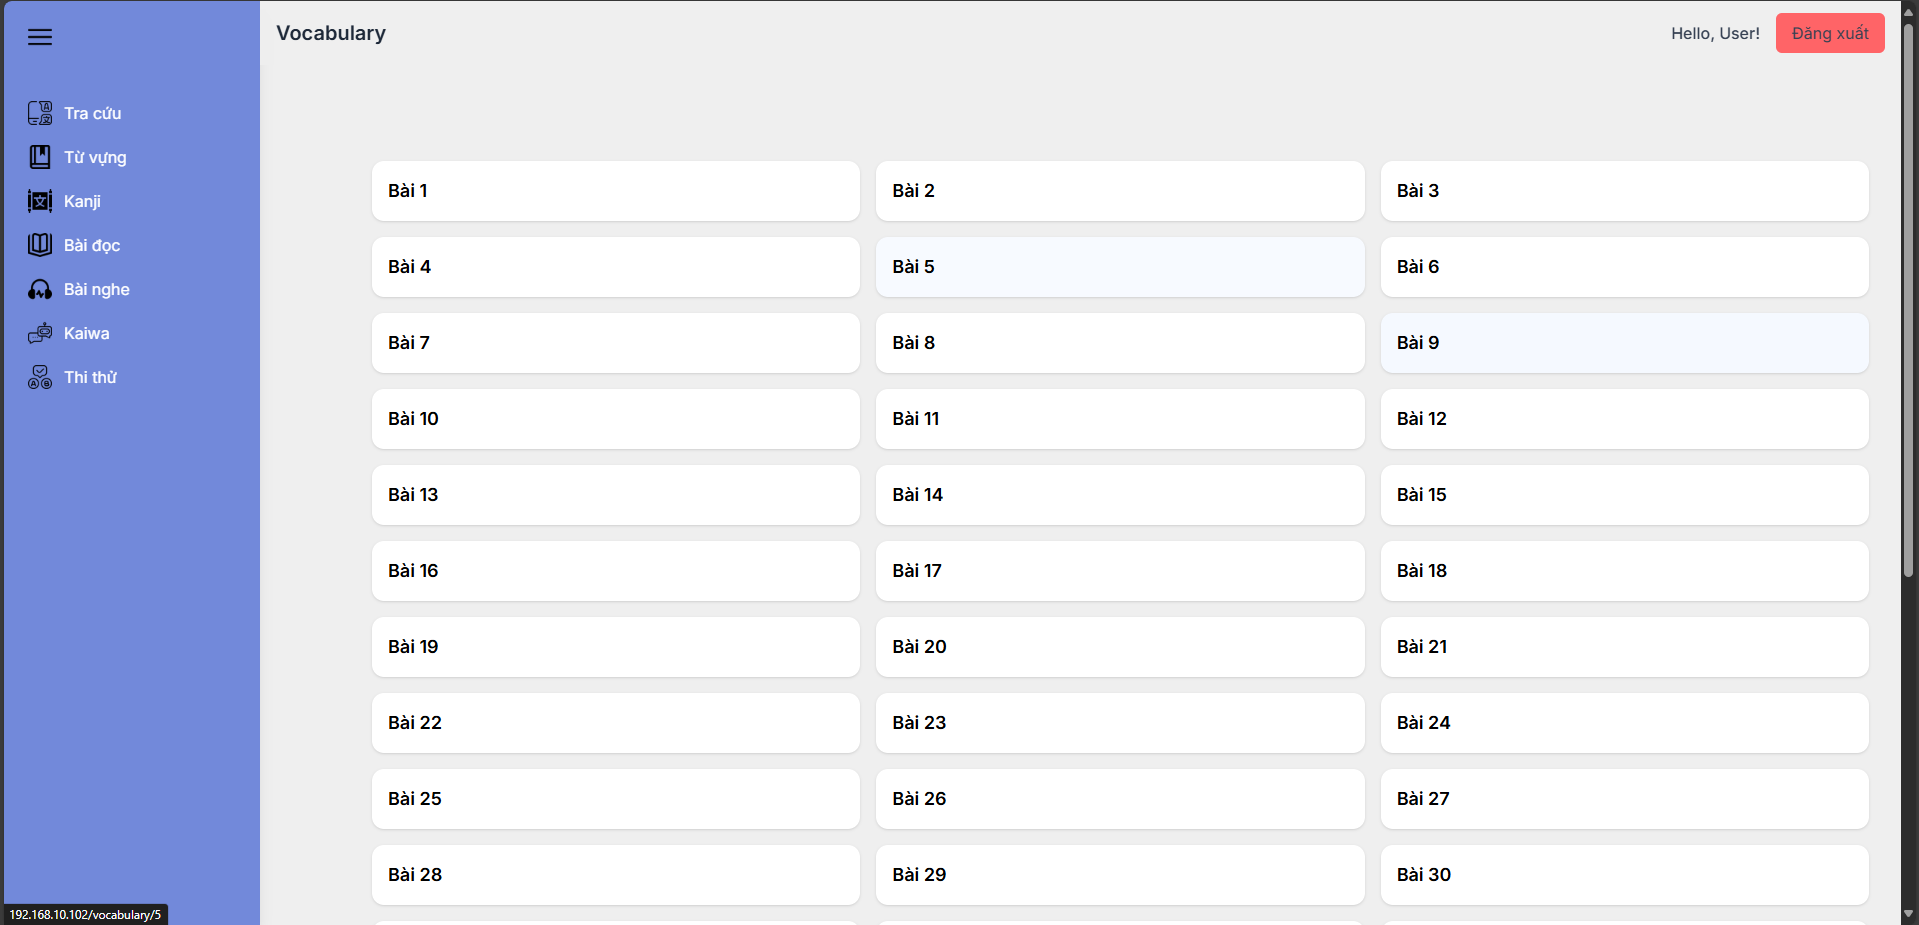 Vocabulary
Hello, User!
Đăng xuất
Tra cứu
Từ vựng
Kanji
Bài đọc
Bài nghe
Kaiwa
Thi thử
Bài 1
Bài 2
Bài 3
Bài 4
Bài 5
Bài 6
Bài 7
Bài 8
Bài 9
Bài 10
Bài 11
Bài 12
Bài 13
Bài 14
Bài 15
Bài 16
Bài 17
Bài 18
Bài 19
Bài 20
Bài 21
Bài 22
Bài 23
Bài 24
Bài 25
Bài 26
Bài 27
Bài 28
Bài 29
Bài 30
192.168.10.102/vocabulary/5